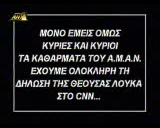 ΜΟΝΟ ΕΜΕΙΣ ΟΜΩΣ
ΚΥΡΙΕΣ ΚΑΙ ΚΥΡΙΟΙ
ΤΑ ΚΑΘΑΡΜΑΤΑ ΤΟΥ Α.Μ.Α.Ν.
ΕΧΟΥΜΕ ΟΛΟΚΛΗΡΗ ΤΗ
ΔΗΛΩΣΗ ΤΗΣ ΘΕΟΥΣΑΣ ΛΟΥΚΑ
ΣΤΟ CNN...